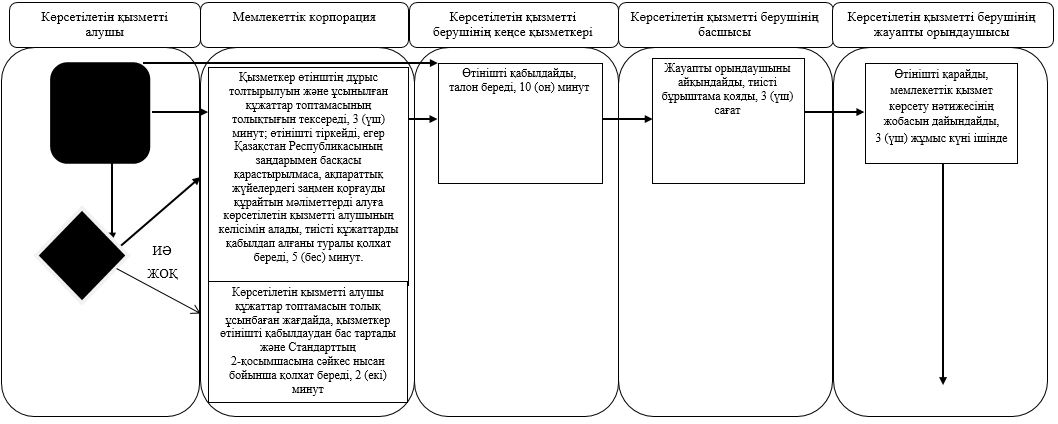 Көрсетілетін қызметті
алушы
Мемлекеттік корпорация
Көрсетілетін қызметті
берушінің кеңсе қызметкері
Көрсетілетін қызметті берушінің
басшысы
Көрсетілетін қызметті берушінің
жауапты орындаушысы
Қызметкер өтінштің дұрыс
толтырылуын және ұсынылған
құжаттар топтамасының
толықтығын тексереді, 3 (үш)
минут; өтінішті тіркейді, егер
Қазақстан Республикасының
заңдарымен басқасы
қарастырылмаса, ақпараттық
жүйелердегі заңмен қорғауды
құрайтын мәліметтерді алуға
көрсетілетін қызметті алушының
келісімін алады, тиісті құжаттарды
қабылдап алғаны туралы қолхат
береді, 5 (бес) минут.
Өтінішті қабылдайды,
талон береді, 10 (он) минут
Жауапты орындаушыны
айқындайды, тиісті
бұрыштама қояды, 3 (үш)
сағат
Өтінішті қарайды,
мемлекеттік қызмет
көрсету нәтижесінің
жобасын дайындайды,
3 (үш) жұмыс күні ішінде
ИӘ
ЖОҚ
Көрсетілетін қызметті алушы
құжаттар топтамасын толық
ұсынбаған жағдайда, қызметкер
өтінішті қабылдаудан бас тартады
және Стандарттың
2-қосымшасына сәйкес нысан
бойынша қолхат береді, 2 (екі)
минут